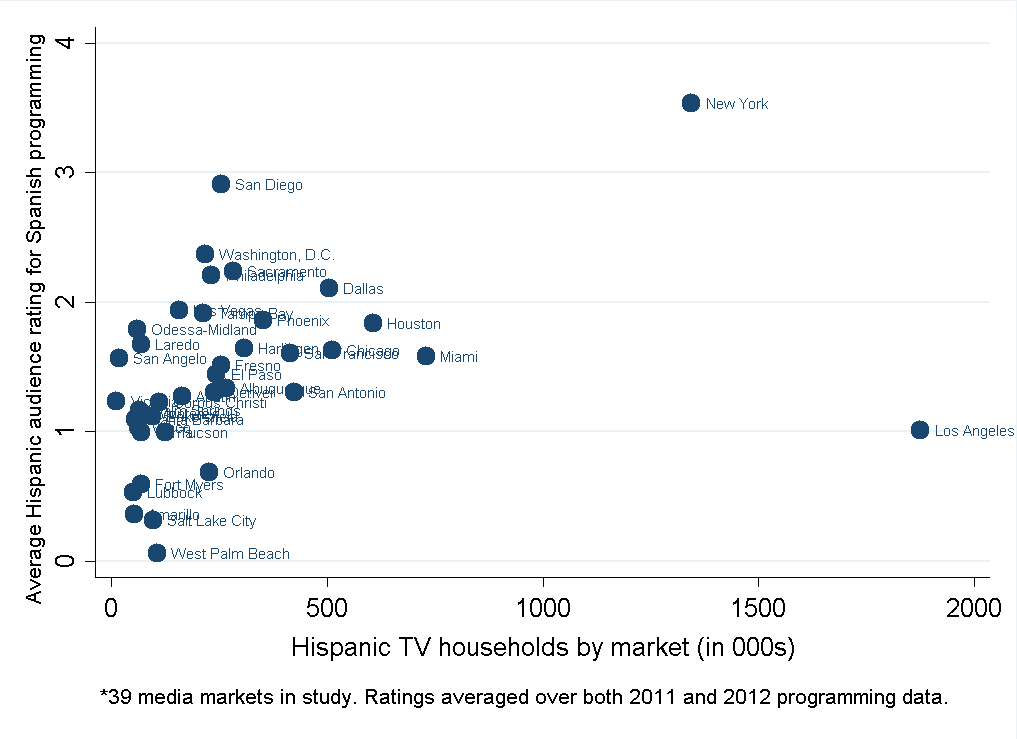 Average Hispanic audience rating for Spanish programming
4
3
2
1
0
New York
San Diego
Washington, D.C.
Sacramento
Philadelphia
Dallas
Las Vegas
Tampa Bay
Phoenix
Houston
Odessa-Midland
Laredo
Harlingen
San Francisco
Chicago
San Angelo
Miami
Fresno
El Paso
Albuquerque
Denver
San Antonio
Corpus Christi
Barbara
Los Angeles
Tucson
Orlando
Fort Myers
Lubbock
Amarillo
Salt Lake City
West Palm Beach
0 500 1000 1500 2000
Hispanic TV households by market (in 000s)
*39 media markets in study. Ratings averaged over both 2011 and 2012 programming data.